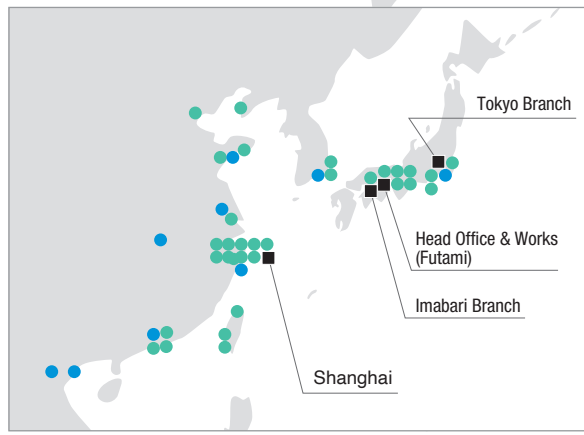 Tokyo Branch
Head Office & Works
(Futami)
Imabari Branch
Shanghai